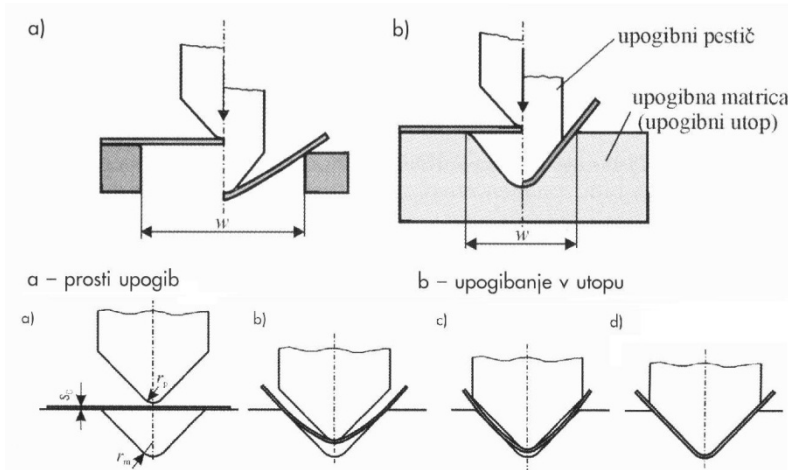 a)
b)
upogibni pestič
upogibna matrica
(upogibni utop)
w
w
a – prosti upogib
b – upogibanje v utopu
a)
b)
c)
d)
rp
s₀
rm